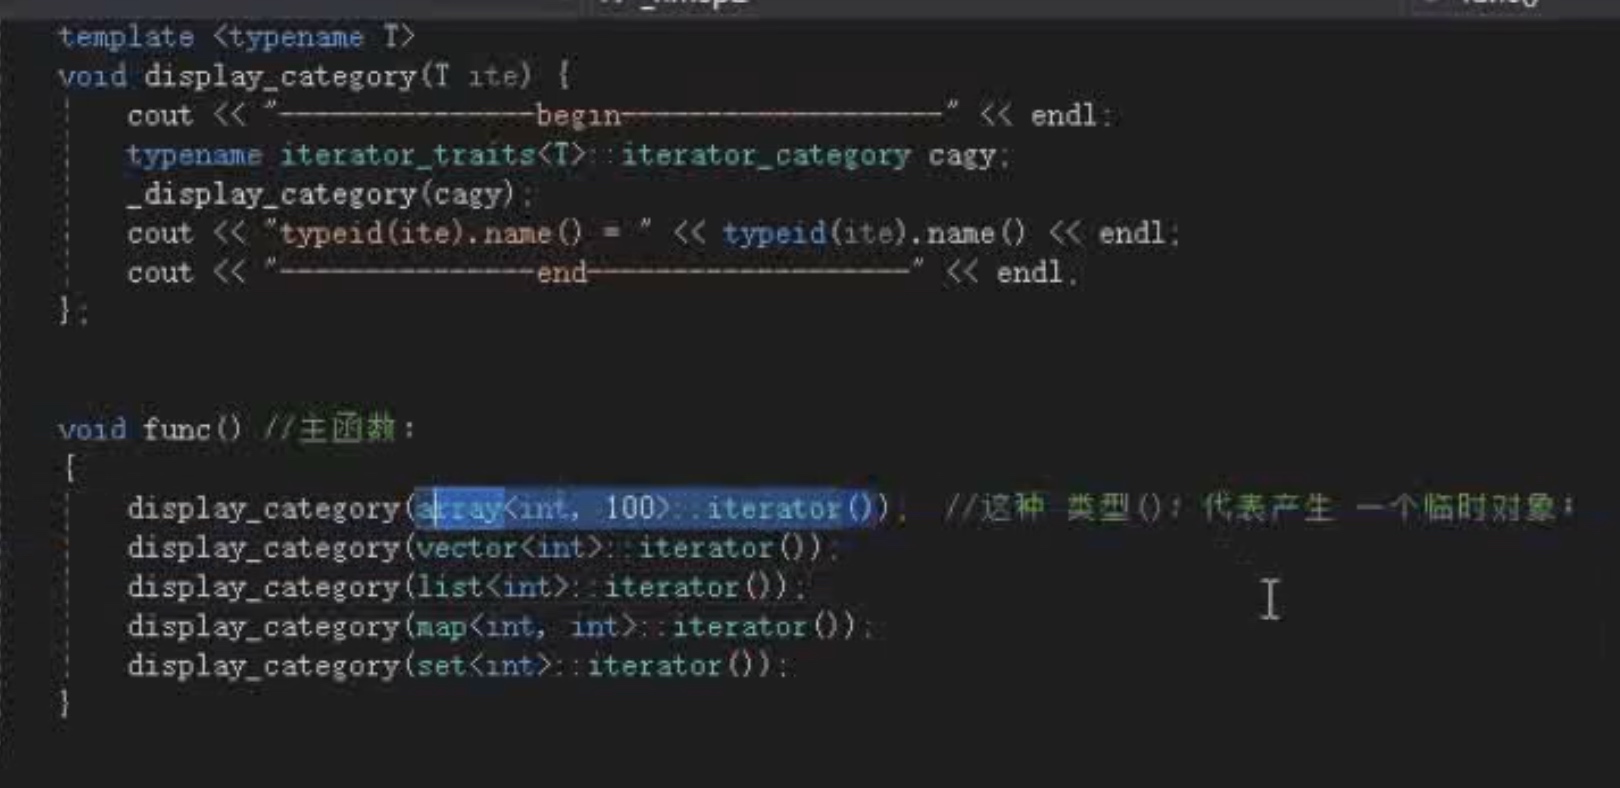 template <typename T>
void display_category(T ite) {
cout << "---------------begin-------------------" << endl;
typename iterator_traits<T>::iterator_category cagy;
_display_category(cagy);
cout << "typeid(ite).name() = " << typeid(ite).name() << endl;
cout << "---------------end-------------------" << endl;
};
void func() //主函数：
{
display_category(array<int, 100>::iterator()); //这种 类型()：代表产生 一个临时对象；
display_category(vector<int>::iterator());
display_category(list<int>::iterator());
display_category(map<int, int>::iterator());
display_category(set<int>::iterator());
}